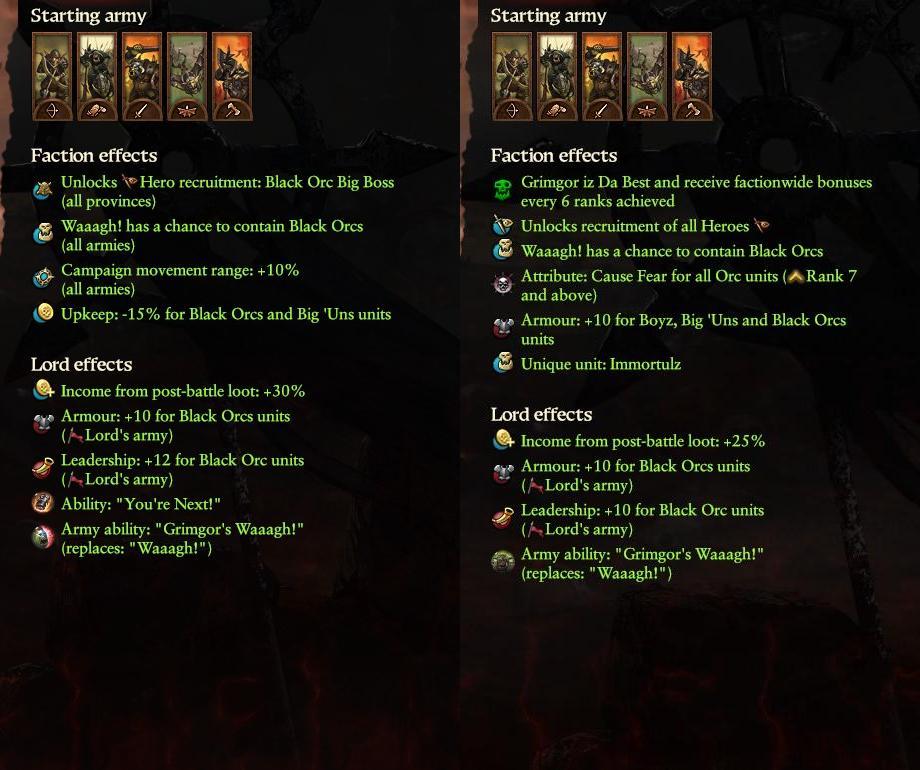 Starting army
Faction effects
Unlocks Hero recruitment: Black Orc Big Boss
(all provinces)
Waaagh! has a chance to contain Black Orcs
(all armies)
Campaign movement range: +10%
(all armies)
Upkeep: -15% for Black Orcs and Big 'Uns units
Lord effects
Income from post-battle loot: +30%
Armour: +10 for Black Orcs units
(Lord's army)
Leadership: +12 for Black Orc units
(Lord's army)
Ability: "You're Next!"
Army ability: "Grimgor's Waaagh!"
(replaces: "Waaagh!")
Starting army
Faction effects
Grimgor iz Da Best and receive factionwide bonuses
every 6 ranks achieved
Unlocks recruitment of all Heroes
Waaagh! has a chance to contain Black Orcs
Attribute: Cause Fear for all Orc units (Rank 7
and above)
Armour: +10 for Boyz, Big 'Uns and Black Orcs
units
Unique unit: Immortulz
Lord effects
Income from post-battle loot: +25%
Armour: +10 for Black Orcs units
(Lord's army)
Leadership: +10 for Black Orc units
(Lord's army)
Army ability: "Grimgor's Waaagh!"
(replaces: "Waaagh!")